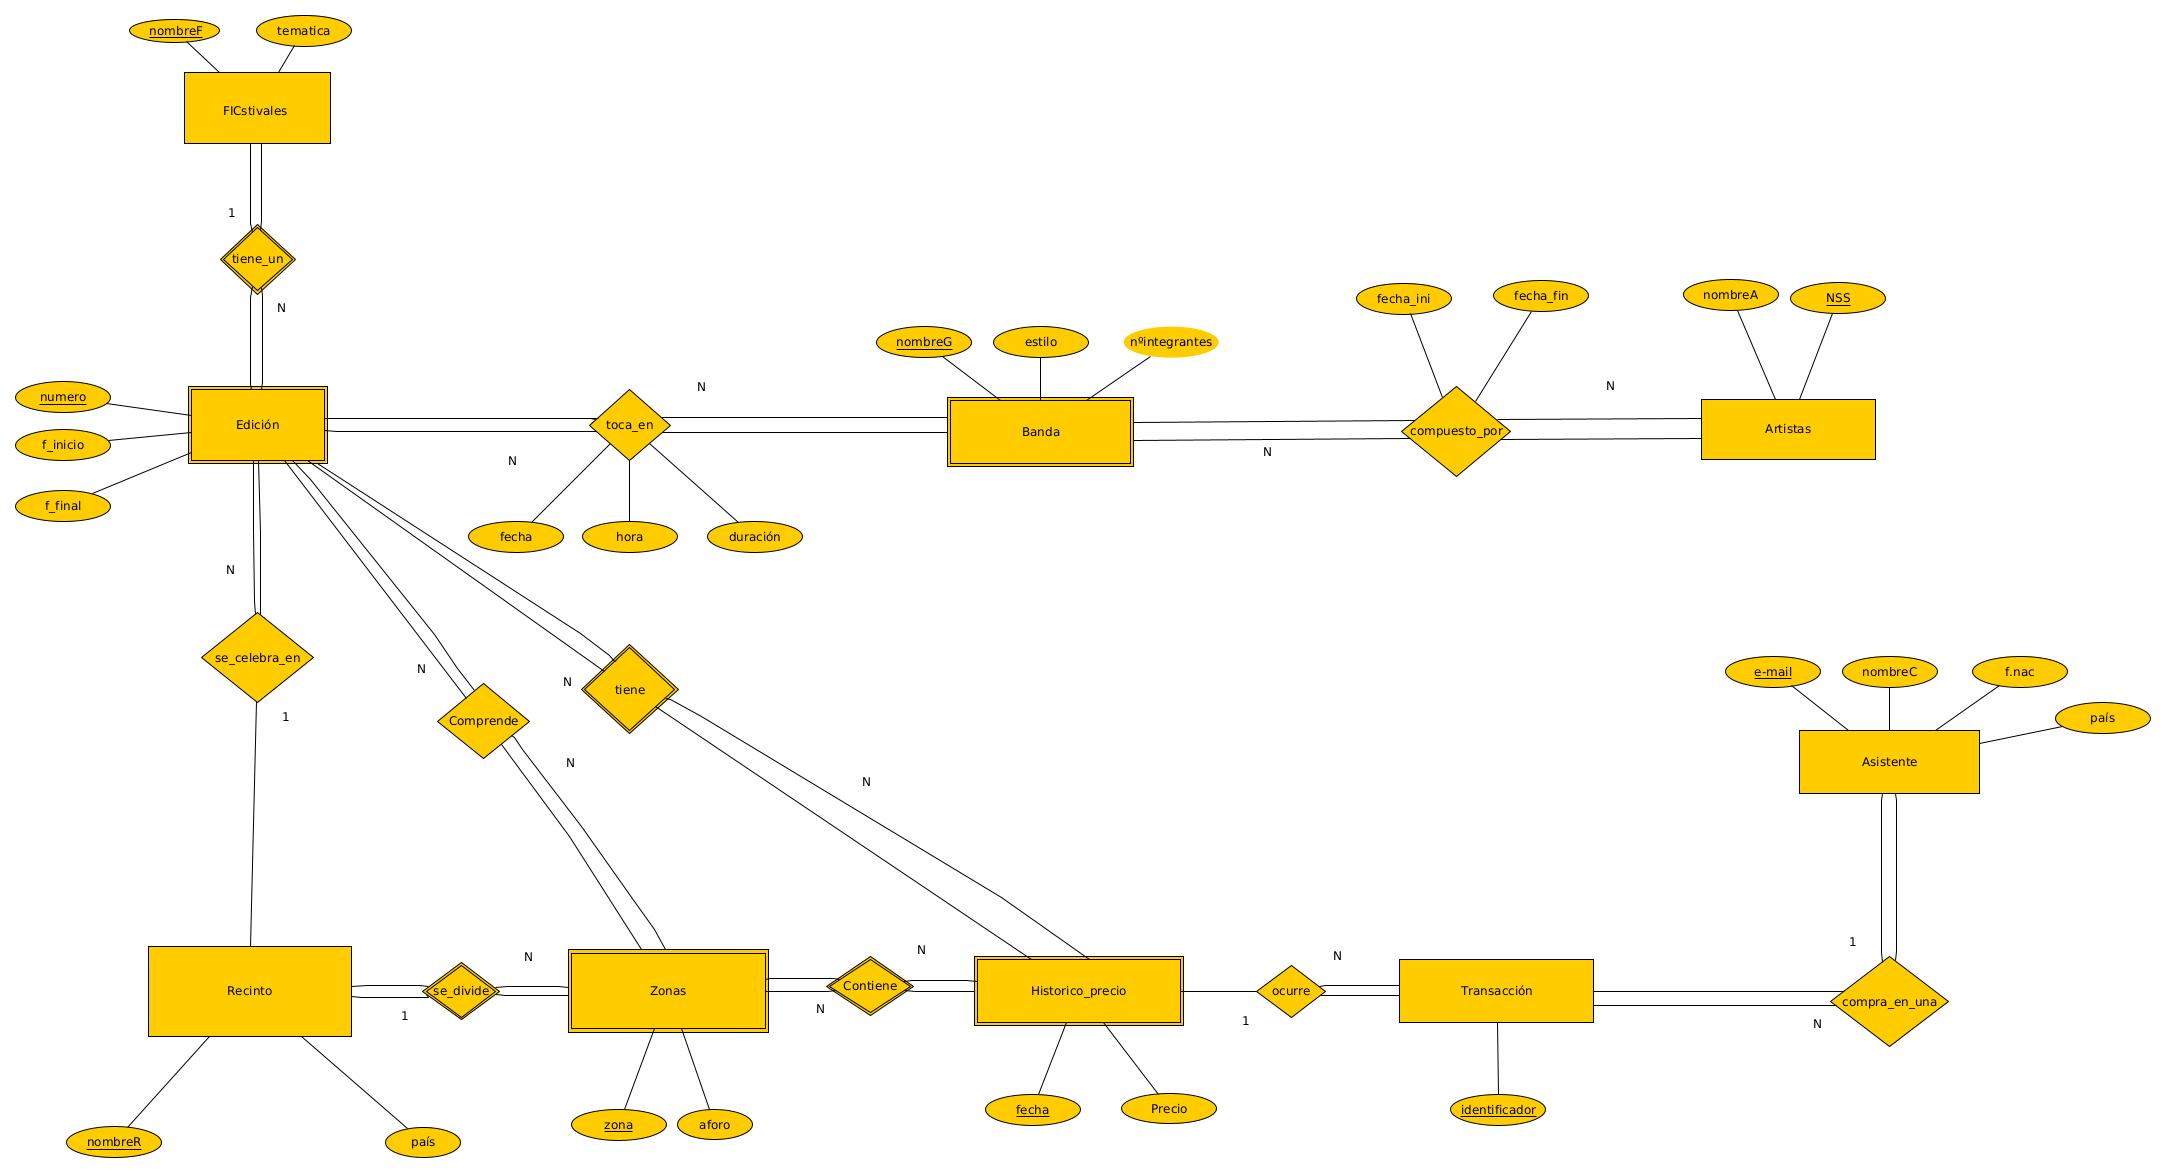 nombreF
tematica
FICstivales
1
tiene_un
N
nombreG
estilo
nºintegrantes
fecha_ini
fecha_fin
nombreA
NSS
numero
f_inicio
f_final
Edición
N
toca_en
N
Banda
N
compuesto_por
N
Artistas
fecha
hora
duración
N
se_celebra_en
1
N
Comprende
N
N
tiene
N
e-mail
nombreC
f.nac
país
Asistente
1
compra_en_una
N
Recinto
1
se_divide
N
Zonas
N
Contiene
N
Historico_precio
1
ocurre
N
Transacción
nombreR
país
zona
aforo
fecha
Precio
identificador